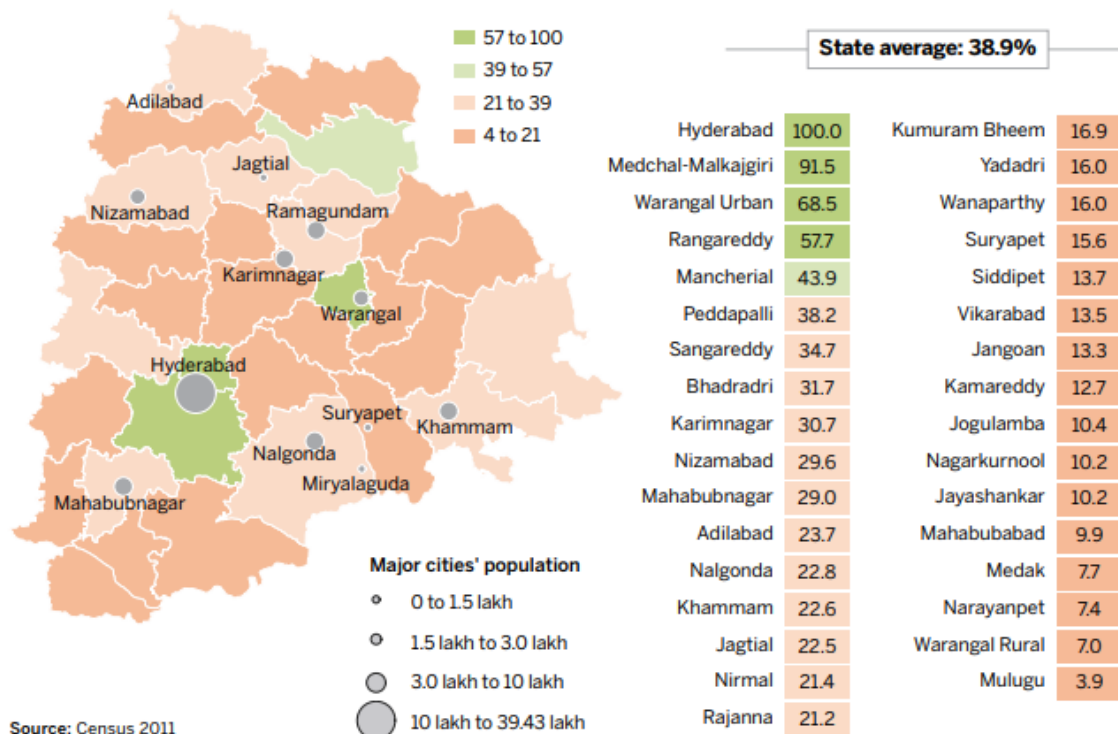 57 to 100
39 to 57
21 to 39
4 to 21
Adilabad
Jagtial
Nizamabad
Ramagundam
Karimnagar
Warangal
Hyderabad
Suryapet
Khammam
Nalgonda
Miryalaguda
Mahabubnagar
Major cities' population
0 to 1.5 lakh
1.5 lakh to 3.0 lakh
3.0 lakh to 10 lakh
10 lakh to 39.43 lakh
Source: Census 2011
State average: 38.9%
Hyderabad 100.0
Medchal-Malkajgiri 91.5
Warangal Urban 68.5
Rangareddy 57.7
Mancherial 43.9
Peddapalli 38.2
Sangareddy 34.7
Bhadradri 31.7
Karimnagar 30.7
Nizamabad 29.6
Mahabubnagar 29.0
Adilabad 23.7
Nalgonda 22.8
Khammam 22.6
Jagtial 22.5
Nirmal 21.4
Rajanna 21.2
Kumuram Bheem 16.9
Yadadri 16.0
Wanaparthy 16.0
Suryapet 15.6
Siddipet 13.7
Vikarabad 13.5
Jangoan 13.3
Kamareddy 12.7
Jogulamba 10.4
Nagarkurnool 10.2
Jayashankar 10.2
Mahabubabad 9.9
Medak 7.7
Narayanpet 7.4
Warangal Rural 7.0
Mulugu 3.9